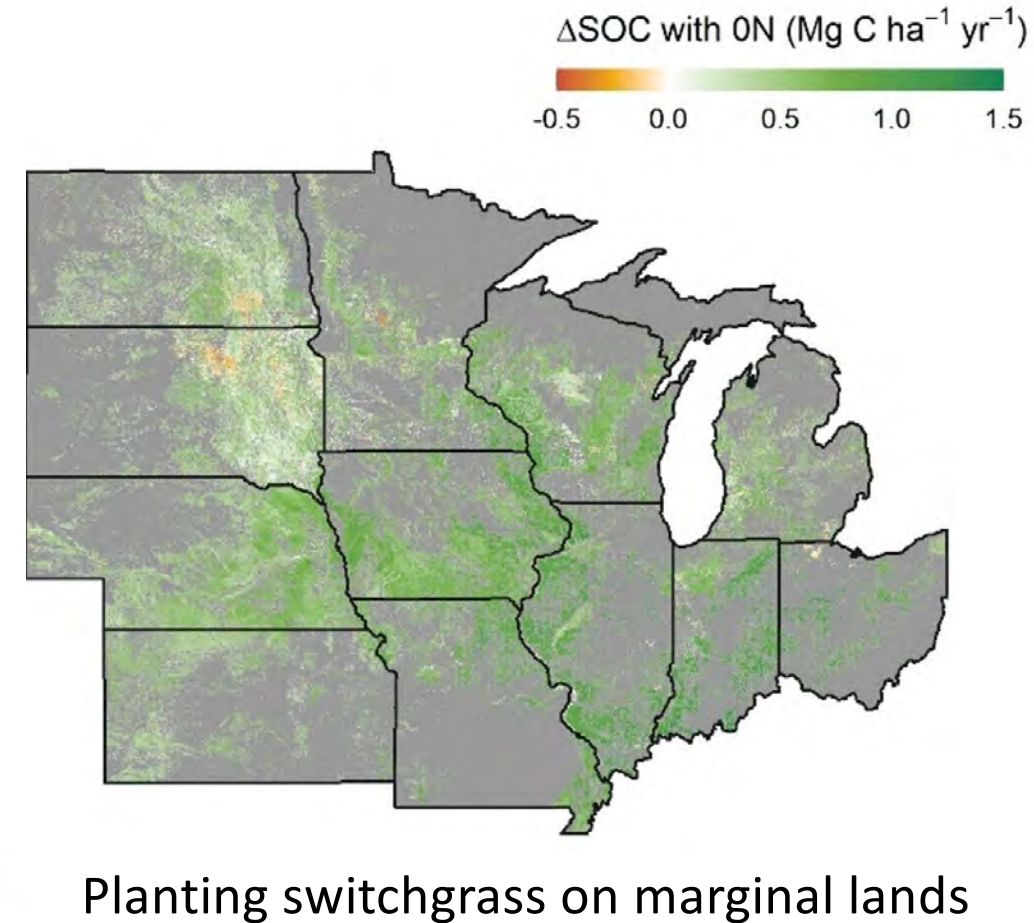 ΔSOC with 0N (Mg C ha⁻¹ yr⁻¹)
-0.5 0.0 0.5 1.0 1.5
Planting switchgrass on marginal lands